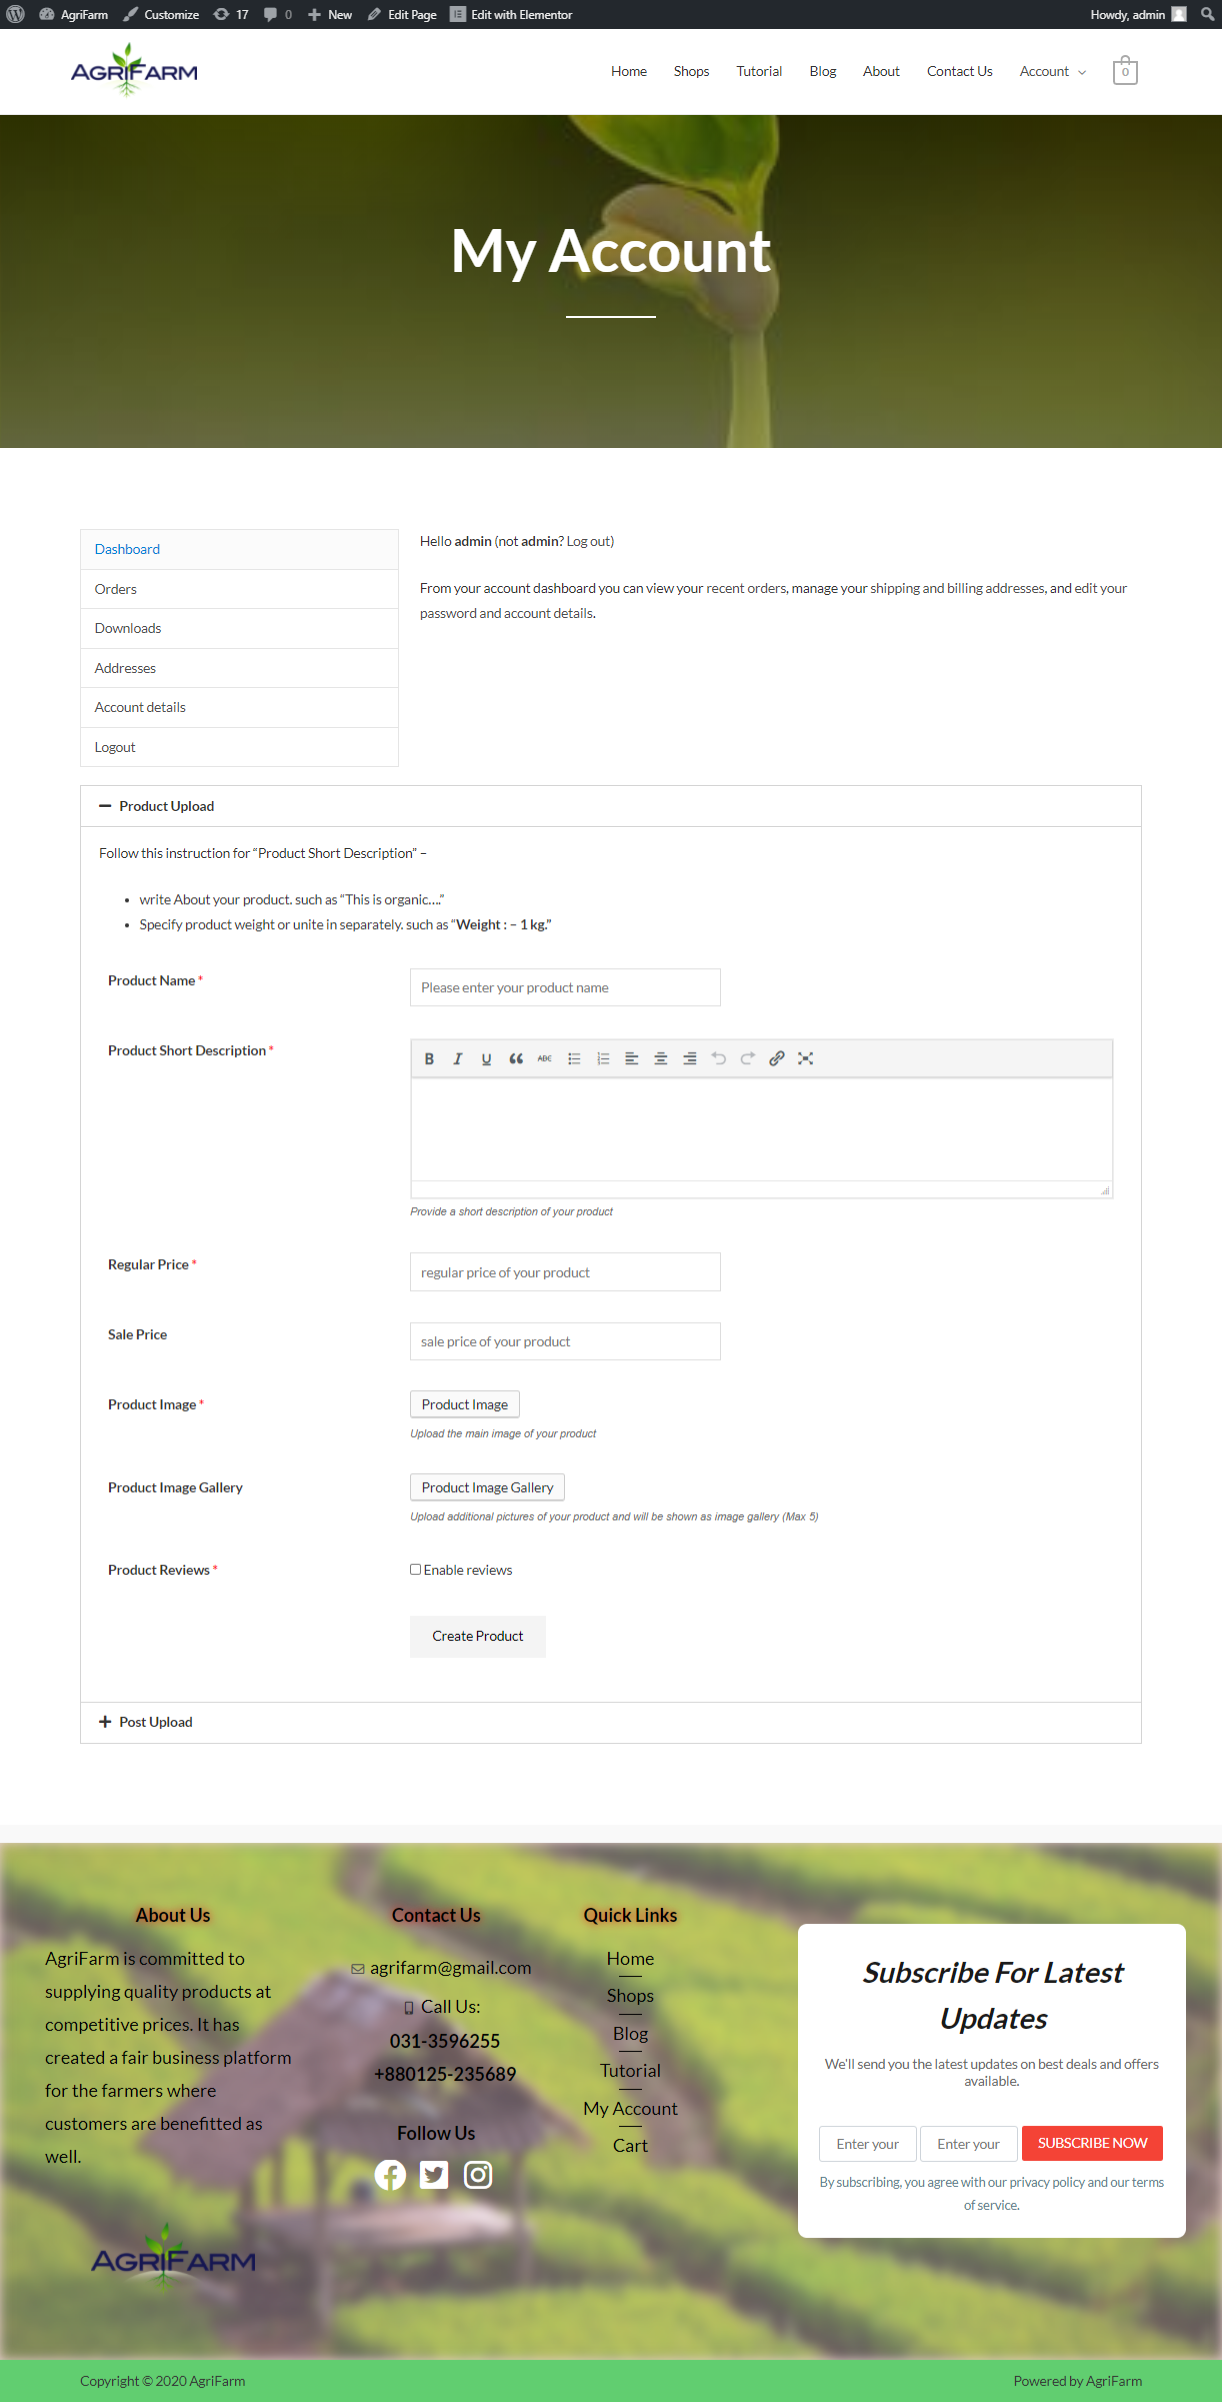 AgriFarm Customize 17 0 New Edit Page Edit with Elementor Howdy, admin
AGRIFARM Home Shops Tutorial Blog About Contact Us Account 0
My Account
Dashboard
Orders
Downloads
Addresses
Account details
Logout
Hello admin (not admin? Log out)
From your account dashboard you can view your recent orders, manage your shipping and billing addresses, and edit your
password and account details.
Product Upload
Follow this instruction for “Product Short Description” –
• write About your product. such as “This is organic….”
• Specify product weight or unite in separately. such as “Weight : – 1 kg.”
Product Name *
Please enter your product name
Product Short Description *
B I U ABC
Provide a short description of your product
Regular Price *
regular price of your product
Sale Price
sale price of your product
Product Image *
Product Image
Upload the main image of your product
Product Image Gallery
Product Image Gallery
Upload additional pictures of your product and will be shown as image gallery (Max 5)
Product Reviews *
Enable reviews
Create Product
Post Upload
About Us
AgriFarm is committed to
supplying quality products at
competitive prices. It has
created a fair business platform
for the farmers where
customers are benefitted as
well.
AGRIFARM
Contact Us
agrifarm@gmail.com
Call Us:
031-3596255
+880125-235689
Follow Us
Quick Links
Home
Shops
Blog
Tutorial
My Account
Cart
Subscribe For Latest
Updates
We'll send you the latest updates on best deals and offers
available.
Enter your Enter your SUBSCRIBE NOW
By subscribing, you agree with our privacy policy and our terms
of service.
Copyright © 2020 AgriFarm
Powered by AgriFarm